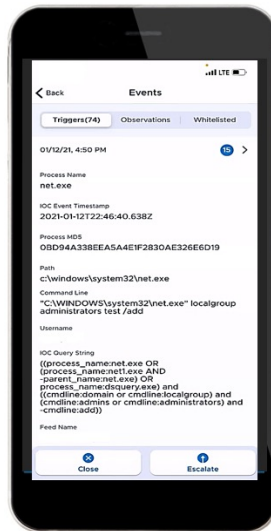 LTE
Back
Events
Triggers(74)
Observations
Whitelisted
01/12/21, 4:50 PM
15
Process Name
net.exe
IOC Event Timestamp
2021-01-12T22:46:40.638Z
Process MD5
0BD94A338EEA5A4E1F2830AE326E6D19
Path
c:\windows\system32\net.exe
Command Line
"C:\WINDOWS\system32\net.exe" localgroup
administrators test /add
Username
IOC Query String
((process_name:net.exe OR
(process_name:net1.exe AND
-parent_name:net.exe) OR
process_name:dsquery.exe) and
((cmdline:domain or cmdline:localgroup) and
(cmdline:admins or cmdline:administrators) and
-cmdline:add))
Feed Name
Close
Escalate